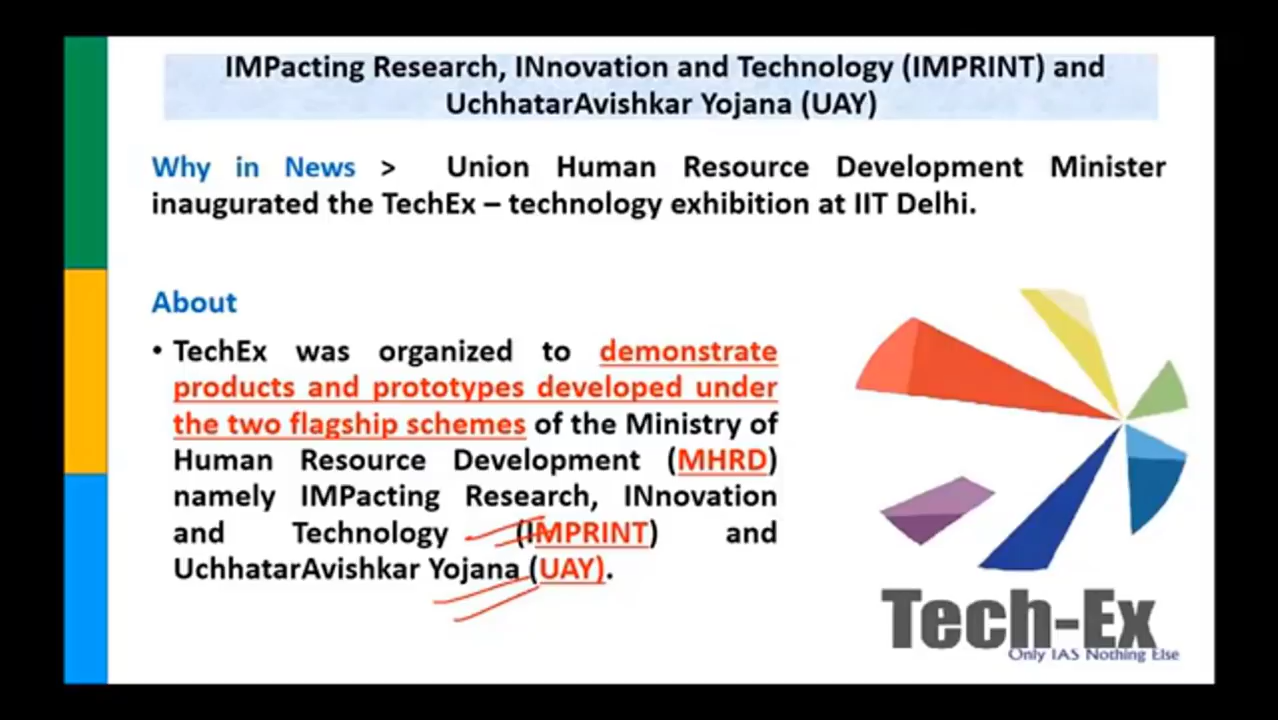 IMPacting Research, INnovation and Technology (IMPRINT) and
UchhatarAvishkar Yojana (UAY)
Why in News > Union Human Resource Development Minister
inaugurated the TechEx – technology exhibition at IIT Delhi.
About
• TechEx was organized to demonstrate
products and prototypes developed under
the two flagship schemes of the Ministry of
Human Resource Development (MHRD)
namely IMPacting Research, INnovation
and Technology (IMPRINT) and
UchhatarAvishkar Yojana (UAY).
Tech-Ex
Only IAS Nothing Else